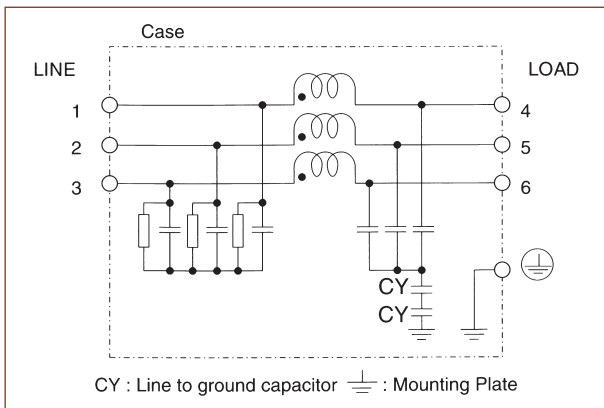 Case
LINE
LOAD
1
4
2
5
3
6
CY
CY
CY : Line to ground capacitor : Mounting Plate